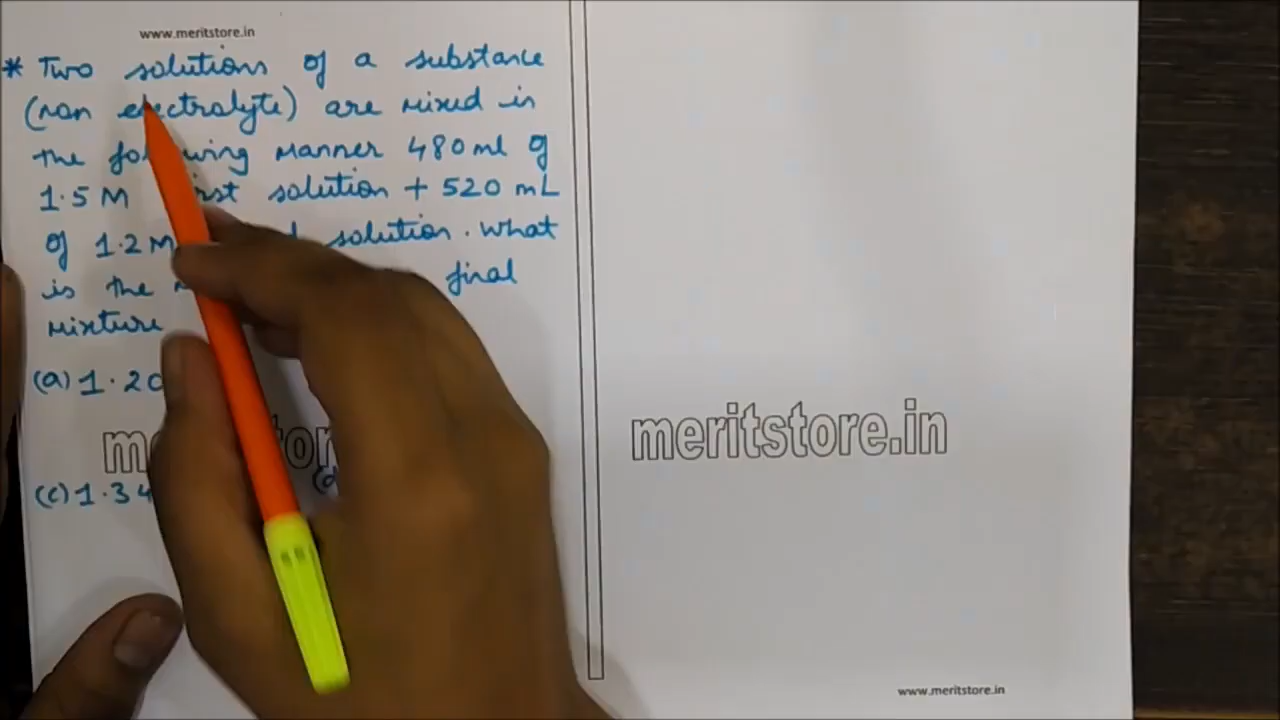 www.meritstore.in
* Two solutions of a substance
(non electralyte) are mixed in
the manner 480 ml of
1.5 M solution + 520 mL
of 1.2 M solution. what
is the final
mixture
(a) 1.20
(c) 1.34
meritstore.in
www.meritstore.in